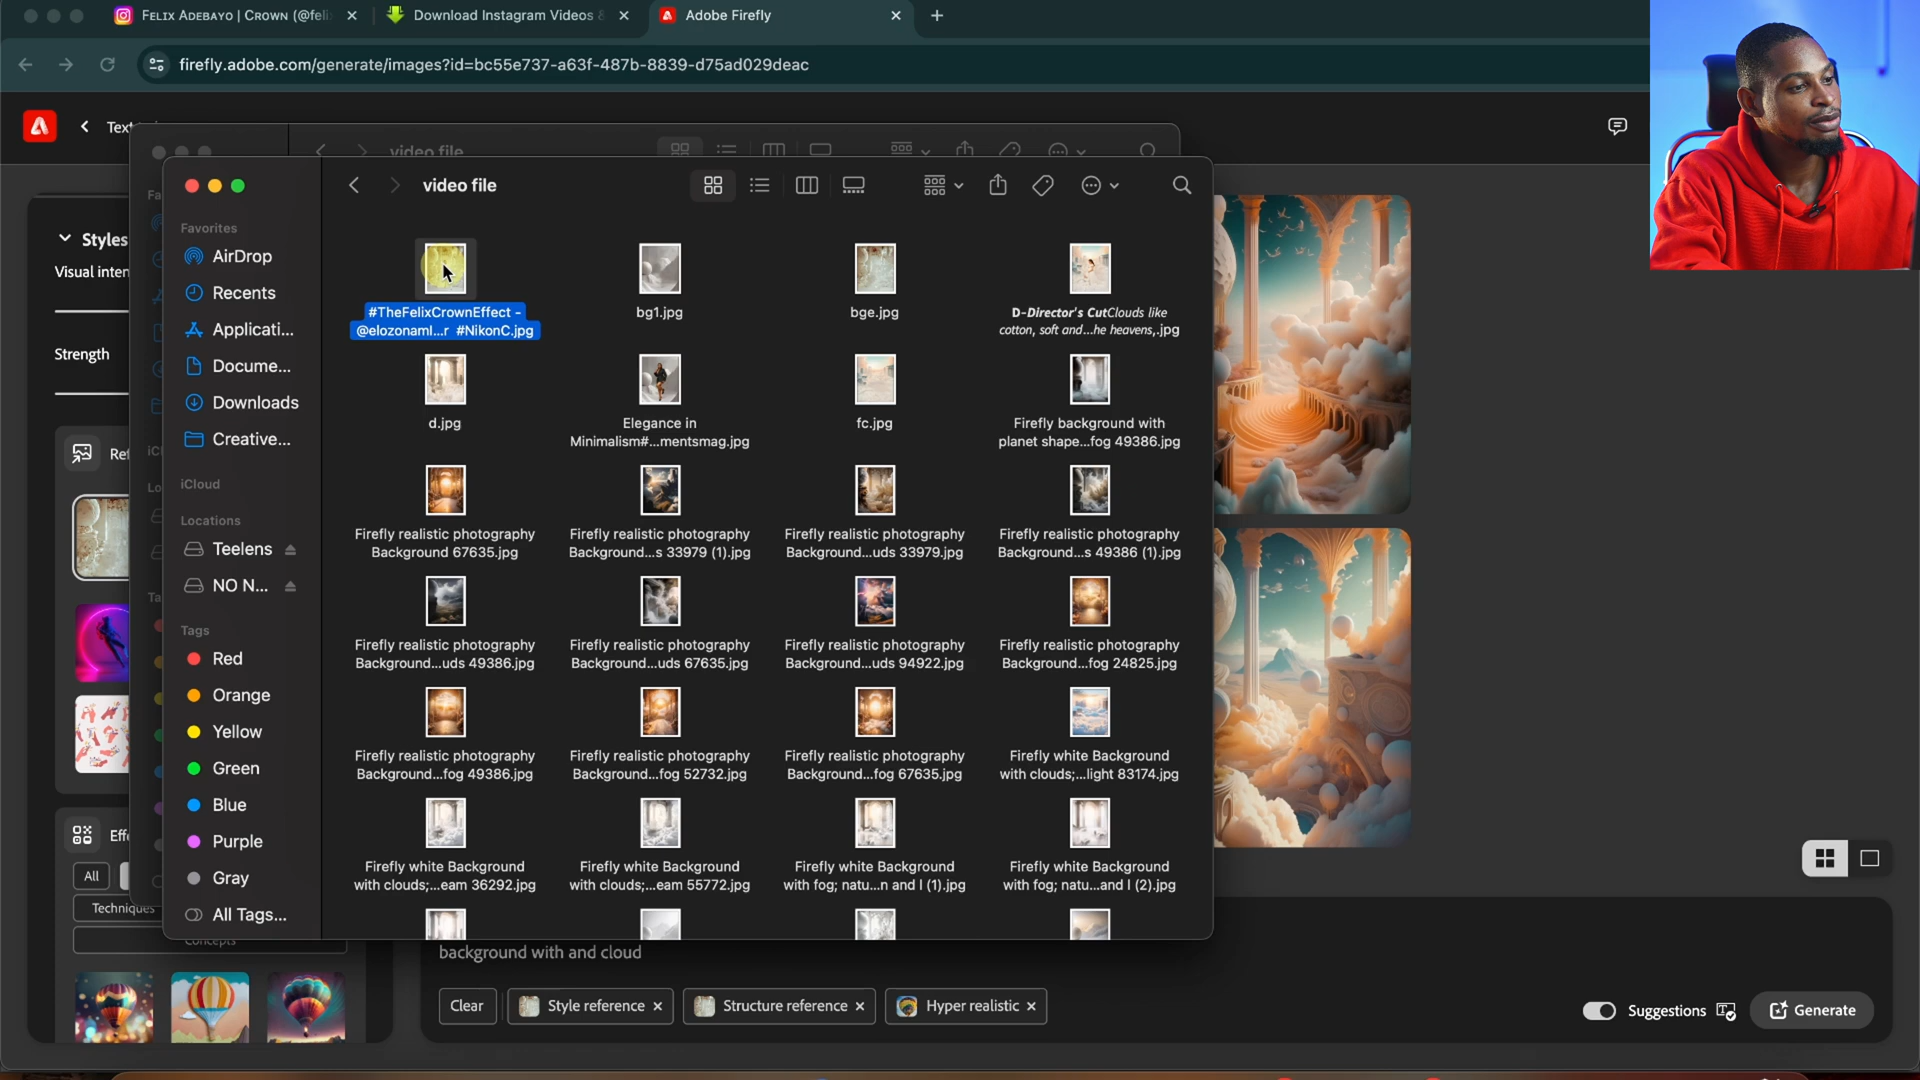 FELIX ADEBAYO | CROWN (@feli
Download Instagram Videos &
Adobe Firefly
firefly.adobe.com/generate/images?id=bc55e737-a63f-487b-8839-d75ad029deac
Text
video file
video file
Styles
Visual inten
Strength
Ref
Effe
All
Techniques
Concepts
Fa
iCl
Lo
Ta
Favorites
AirDrop
Recents
Applicati...
Docume...
Downloads
Creative...
iCloud
Locations
Teelens
NO N...
Tags
Red
Orange
Yellow
Green
Blue
Purple
Gray
All Tags...
#TheFelixCrownEffect -
@elozonaml...r #NikonC.jpg
bg1.jpg
bge.jpg
D-Director's CutClouds like
cotton, soft and...he heavens,.jpg
d.jpg
Elegance in
Minimalism#...mentsmag.jpg
fc.jpg
Firefly background with
planet shape...fog 49386.jpg
Firefly realistic photography
Background 67635.jpg
Firefly realistic photography
Background...s 33979 (1).jpg
Firefly realistic photography
Background...uds 33979.jpg
Firefly realistic photography
Background...s 49386 (1).jpg
Firefly realistic photography
Background...uds 49386.jpg
Firefly realistic photography
Background...uds 67635.jpg
Firefly realistic photography
Background...uds 94922.jpg
Firefly realistic photography
Background...fog 24825.jpg
Firefly realistic photography
Background...fog 49386.jpg
Firefly realistic photography
Background...fog 52732.jpg
Firefly realistic photography
Background...fog 67635.jpg
Firefly white Background
with clouds;...light 83174.jpg
Firefly white Background
with clouds;...eam 36292.jpg
Firefly white Background
with clouds;...eam 55772.jpg
Firefly white Background
with fog; natu...n and l (1).jpg
Firefly white Background
with fog; natu...and l (2).jpg
background with and cloud
Clear
Style reference
Structure reference
Hyper realistic
Suggestions
Generate